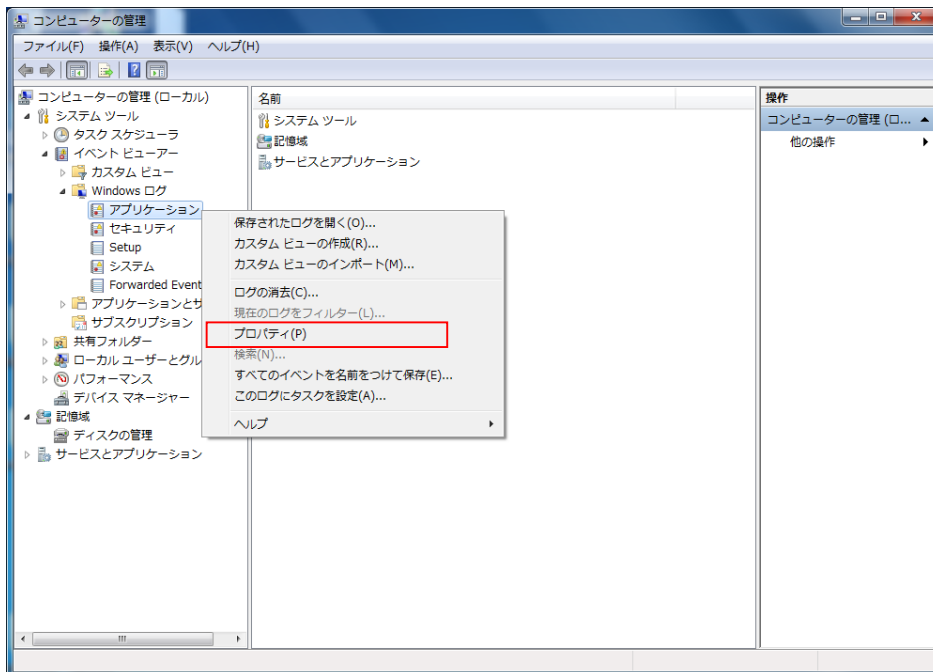 コンピューターの管理
ファイル(F) 操作(A) 表示(V) ヘルプ(H)
コンピューターの管理 (ローカル)
システム ツール
タスク スケジューラ
イベント ビューアー
カスタム ビュー
Windows ログ
アプリケーション
セキュリティ
Setup
システム
Forwarded Event
アプリケーションとサ
サブスクリプション
共有フォルダー
ローカル ユーザーとグル
パフォーマンス
デバイス マネージャー
記憶域
ディスクの管理
サービスとアプリケーション
名前
システム ツール
記憶域
サービスとアプリケーション
保存されたログを開く(O)...
カスタム ビューの作成(R)...
カスタム ビューのインポート(M)...
ログの消去(C)...
現在のログをフィルター(L)...
プロパティ(P)
検索(N)...
すべてのイベントを名前をつけて保存(E)...
このログにタスクを設定(A)...
ヘルプ
操作
コンピューターの管理 (ロ...
他の操作